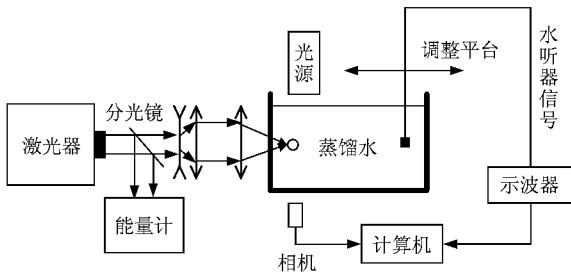 光源
调整平台
水听器信号
分光镜
激光器
蒸馏水
示波器
能量计
计算机
相机